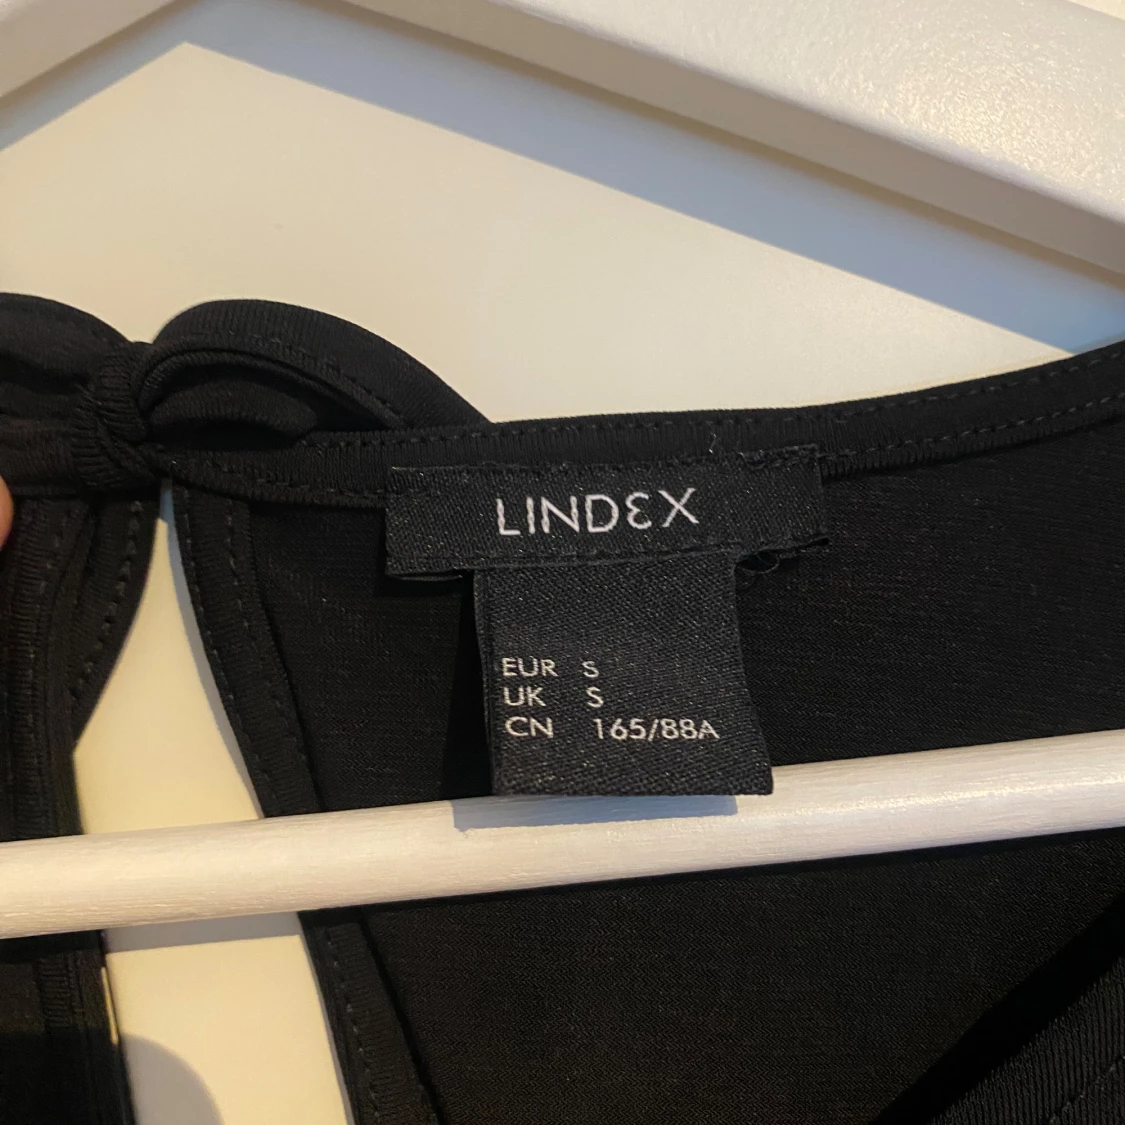 LINDEX
EUR S
UK S
CN 165/88A